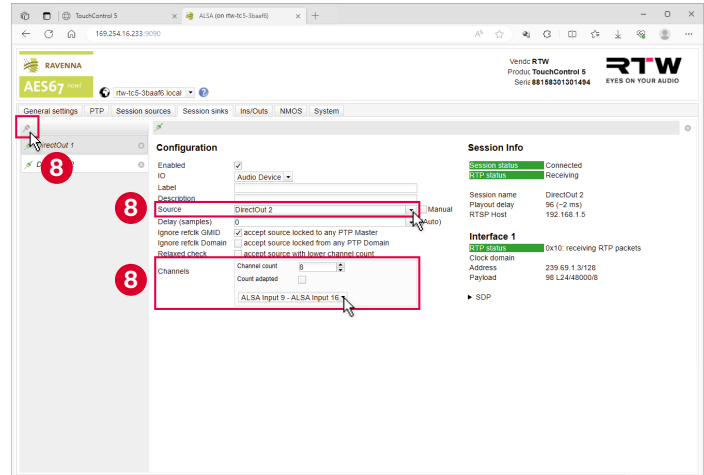 TouchControl 5
ALSA (on rtw-tc5-3baaf6)
169.254.16.233:9090
RAVENNA
AES67
rtw-tc5-3baaf6.local
Vendc RTW
Produc TouchControl 5
Seria 88158301301494
RTW
EYES ON YOUR AUDIO
General settings PTP Session sources Session sinks Ins/Outs NMOS System
DirectOut 1
8
Configuration
Enabled
IO Audio Device
Label
Description
8
Source DirectOut 2 Manual
Delay (samples) 0 Auto)
Ignore refclk GMID accept source locked to any PTP Master
Ignore refclk Domain accept source locked from any PTP Domain
Relaxed check accept source with lower channel count
8
Channels Channel count 8
Count adapted
ALSA Input 9 - ALSA Input 16
Session Info
Session status Connected
RTP status Receiving
Session name DirectOut 2
Playout delay 96 (~2 ms)
RTSP Host 192.168.1.5
Interface 1
RTP status 0x10: receiving RTP packets
Clock domain
Address 239.69.1.3/128
Payload 98 L24/48000/8
SDP